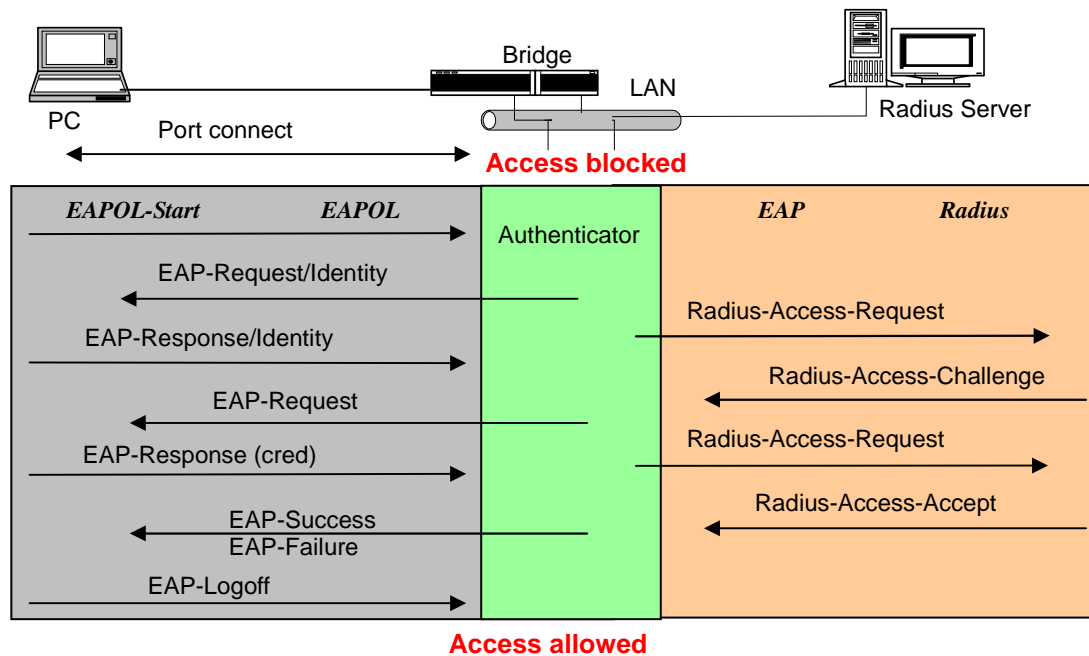 Bridge
LAN
PC
Radius Server
Port connect
Access blocked
EAPOL-Start EAPOL
EAP Radius
Authenticator
EAP-Request/Identity
Radius-Access-Request
EAP-Response/Identity
Radius-Access-Challenge
EAP-Request
Radius-Access-Request
EAP-Response (cred)
Radius-Access-Accept
EAP-Success
EAP-Failure
EAP-Logoff
Access allowed